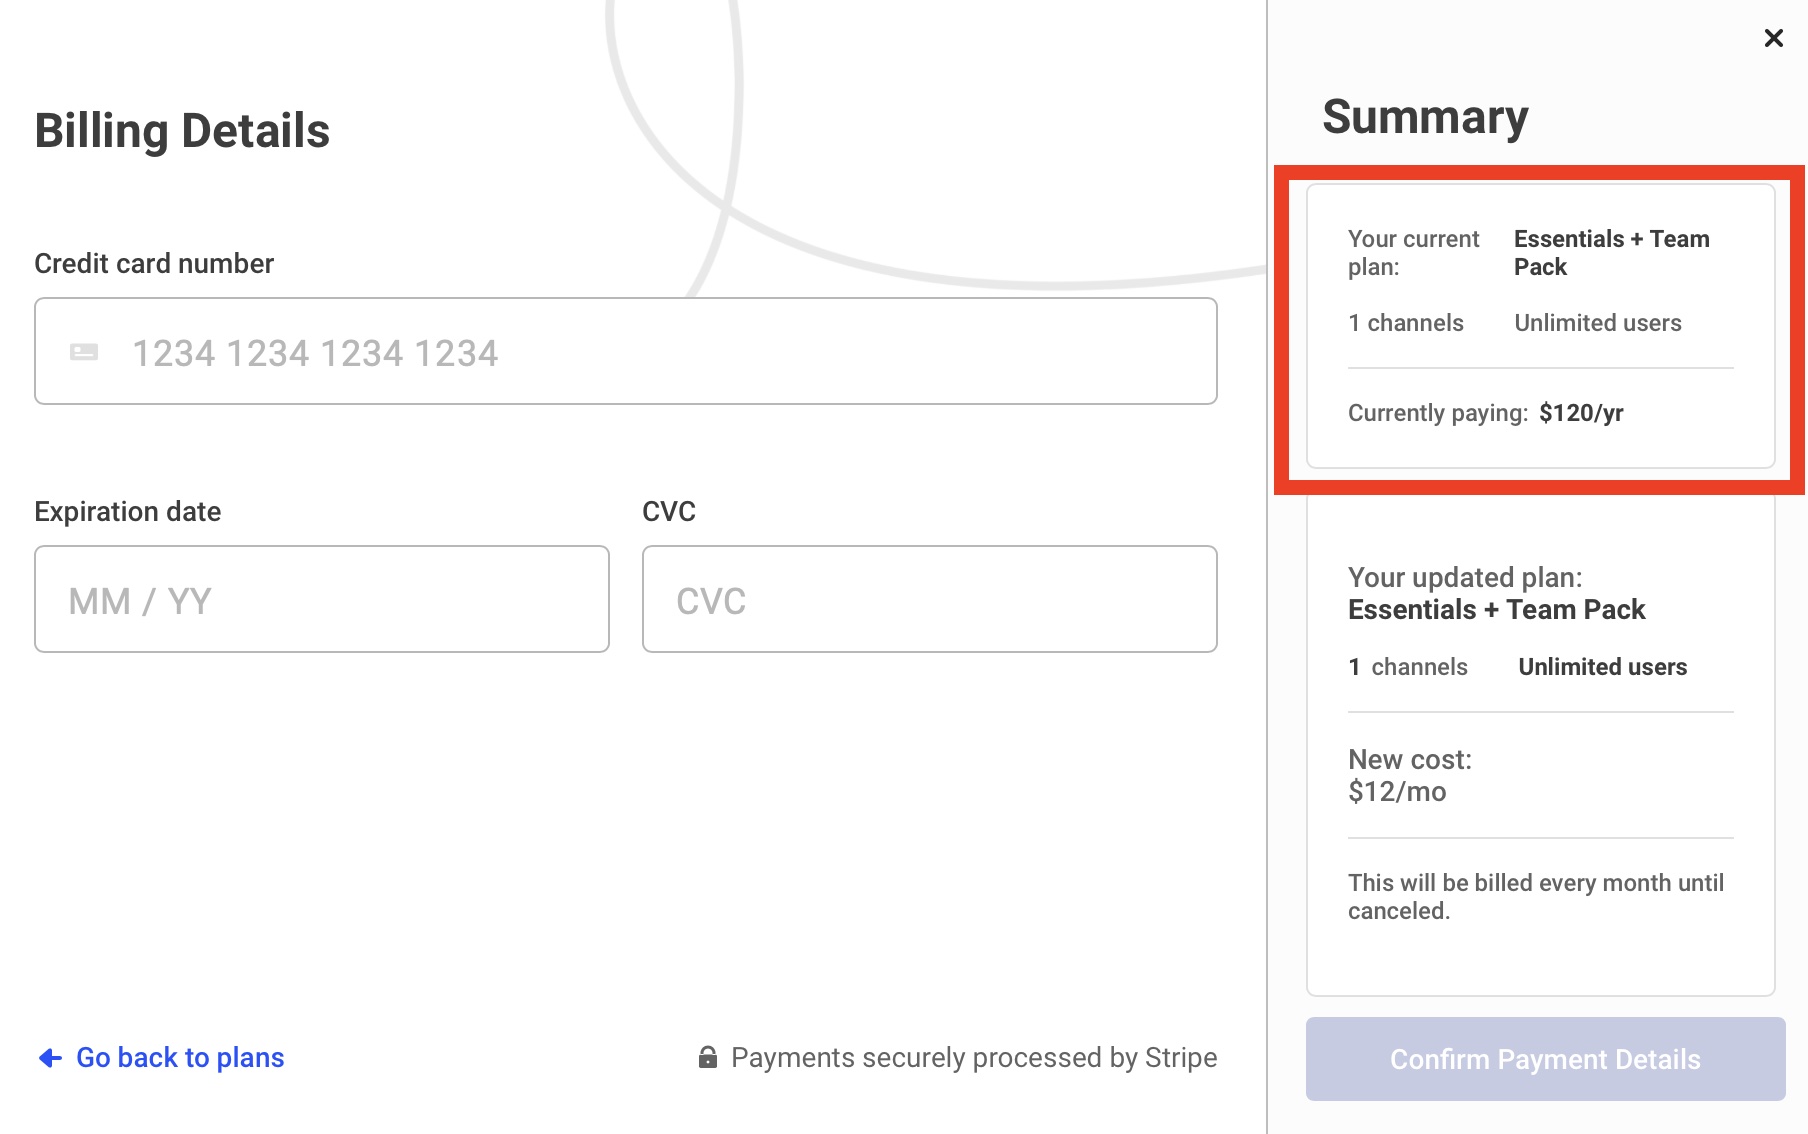 Billing Details
Credit card number
1234 1234 1234 1234
Expiration date
MM / YY
CVC
CVC
Go back to plans
Payments securely processed by Stripe
Summary
Your current
plan:
Essentials + Team
Pack
1 channels
Unlimited users
Currently paying: $120/yr
Your updated plan:
Essentials + Team Pack
1 channels
Unlimited users
New cost:
$12/mo
This will be billed every month until
canceled.
Confirm Payment Details